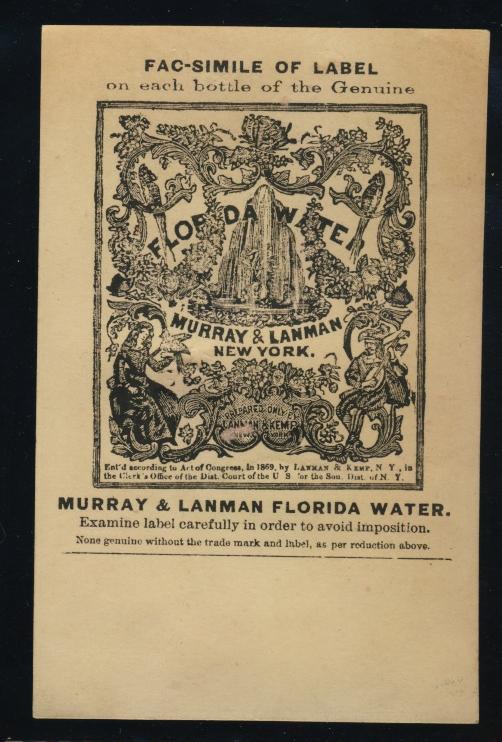 FAC-SIMILE OF LABEL
on each bottle of the Genuine
FLORIDA WATER
MURRAY & LANMAN
NEW YORK.
PREPARED ONLY BY
LANMAN & KEMP
NEW YORK
Ent'd according to Act of Congress, in 1869, by LANMAN & KEMP, N Y, in
the Clerk's Office of the Dist. Court of the U S for the Sou. Dist. of N. Y.
MURRAY & LANMAN FLORIDA WATER.
Examine label carefully in order to avoid imposition.
None genuine without the trade mark and label, as per reduction above.